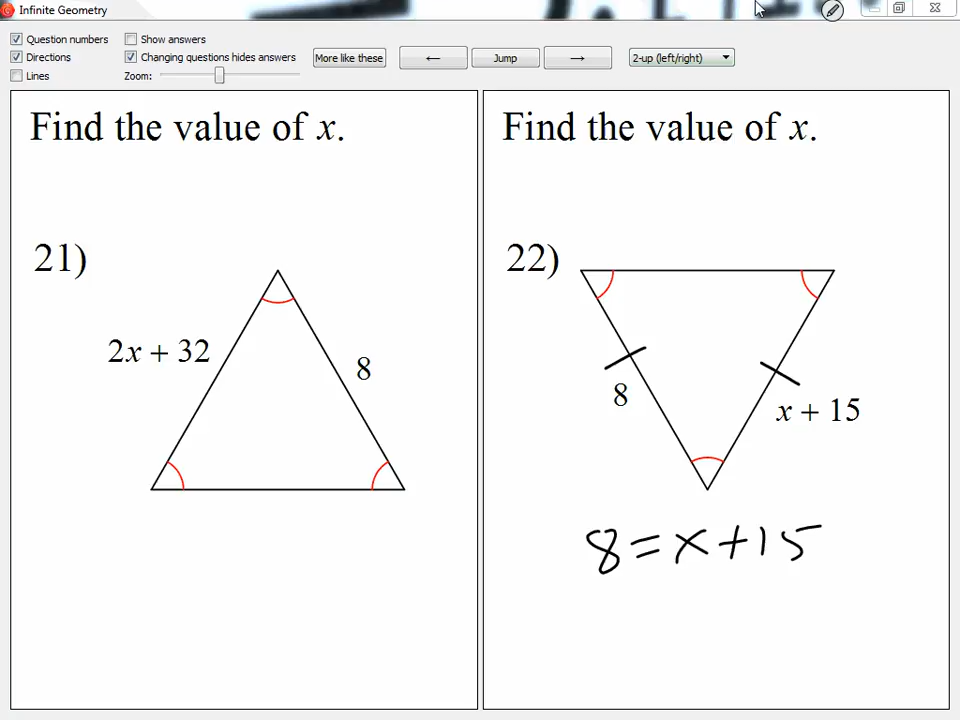 Infinite Geometry
Question numbers
Show answers
Directions
Changing questions hides answers
Lines
Zoom:
More like these
←
Jump
→
2-up (left/right)
Find the value of x.
21)
2x + 32
8
Find the value of x.
22)
8
x + 15
8 = x + 15